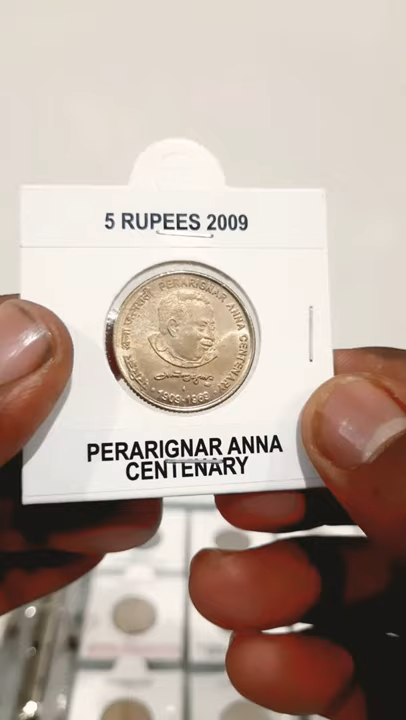 5 RUPEES 2009
PERARIGNAR ANNA CENTENARY
1909-1969
PERARIGNAR ANNA
CENTENARY